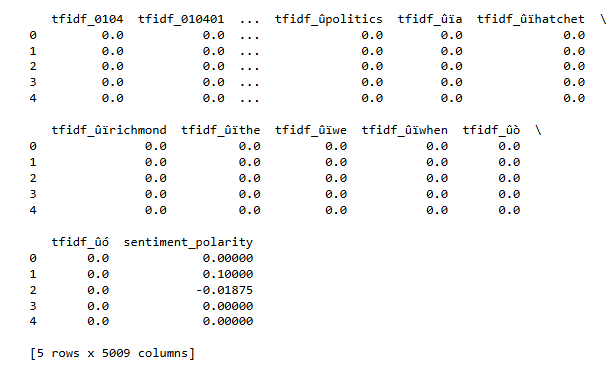 tfidf_0104 tfidf_010401 ... tfidf_ûpolitics tfidf_ûïa tfidf_ûïhatchet \
0 0.0 0.0 ... 0.0 0.0 0.0
1 0.0 0.0 ... 0.0 0.0 0.0
2 0.0 0.0 ... 0.0 0.0 0.0
3 0.0 0.0 ... 0.0 0.0 0.0
4 0.0 0.0 ... 0.0 0.0 0.0
tfidf_ûïrichmond tfidf_ûïthe tfidf_ûïwe tfidf_ûïwhen tfidf_ûò \
0 0.0 0.0 0.0 0.0 0.0
1 0.0 0.0 0.0 0.0 0.0
2 0.0 0.0 0.0 0.0 0.0
3 0.0 0.0 0.0 0.0 0.0
4 0.0 0.0 0.0 0.0 0.0
tfidf_ûó sentiment_polarity
0 0.0 0.00000
1 0.0 0.10000
2 0.0 -0.01875
3 0.0 0.00000
4 0.0 0.00000
[5 rows x 5009 columns]